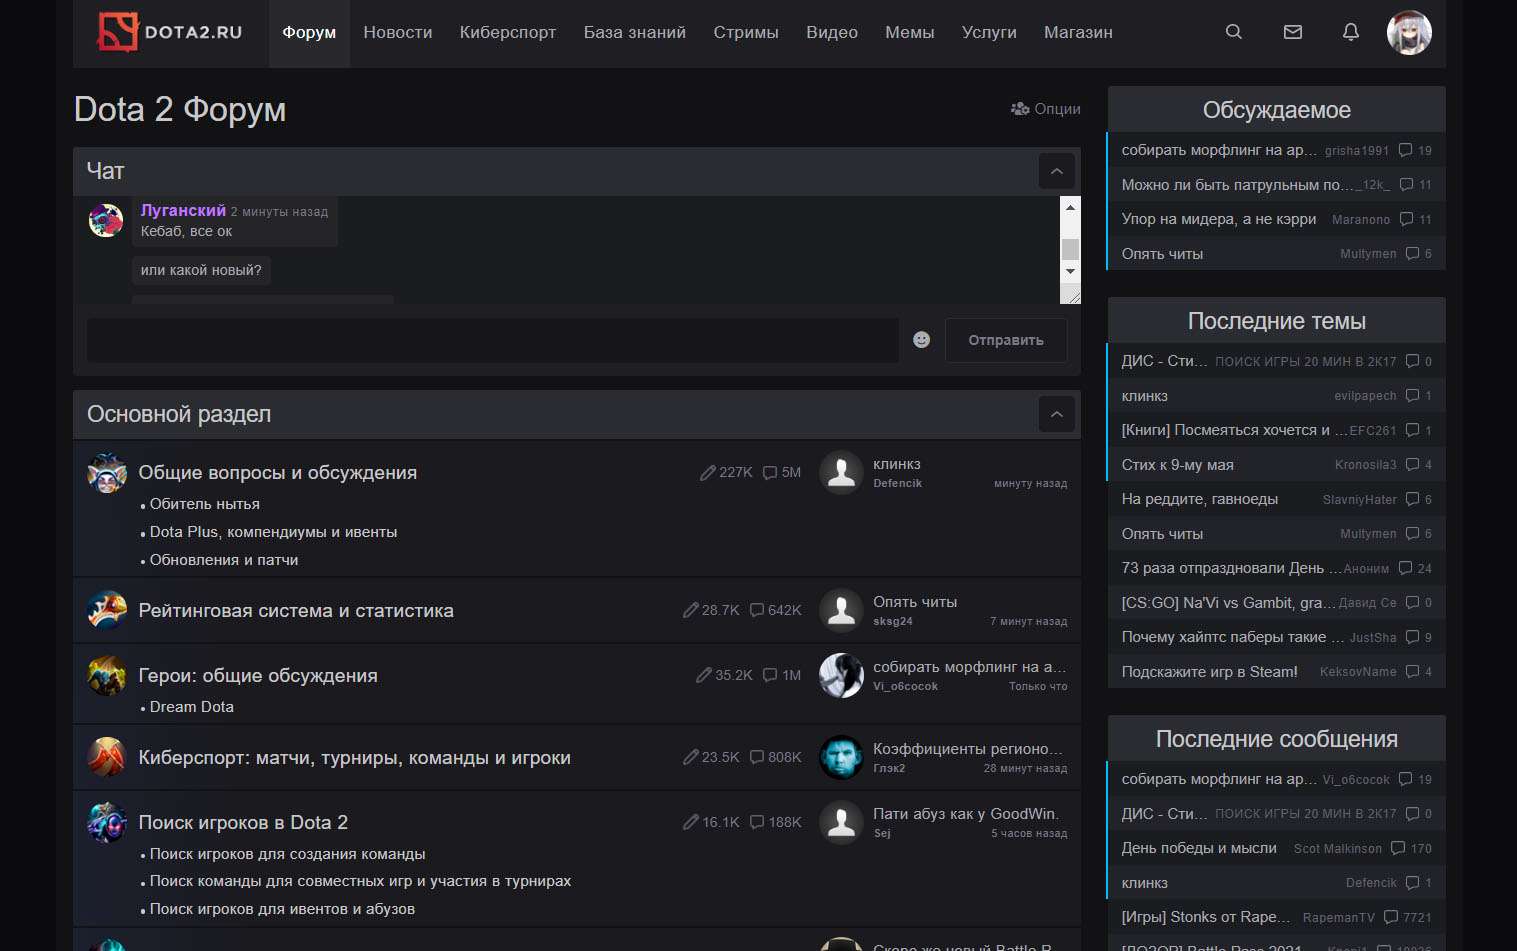 DOTA2.RU
Форум Новости Киберспорт База знаний Стримы Видео Мемы Услуги Магазин
Dota 2 Форум
Опции
Чат
Луганский 2 минуты назад
Кебаб, все ок
или какой новый?
Отправить
Основной раздел
Общие вопросы и обсуждения 227K 5M клинкз
Defencik минуту назад
Обитель нытья
Dota Plus, компендиумы и ивенты
Обновления и патчи
Рейтинговая система и статистика 28.7K 642K Опять читы
sksg24 7 минут назад
Герои: общие обсуждения 35.2K 1M собирать морфлинг на а...
Vi_o6cocok Только что
Dream Dota
Киберспорт: матчи, турниры, команды и игроки 23.5K 808K Коэффициенты регионо...
Глэк2 28 минут назад
Поиск игроков в Dota 2 16.1K 188K Пати абуз как у GoodWin.
Sej 5 часов назад
Поиск игроков для создания команды
Поиск команды для совместных игр и участия в турнирах
Поиск игроков для ивентов и абузов
Обсуждаемое
собирать морфлинг на ар... grisha1991 19
Можно ли быть патрульным по..._12k_ 11
Упор на мидера, а не кэрри Maranono 11
Опять читы Multymen 6
Последние темы
ДИС - Сти... ПОИСК ИГРЫ 20 МИН В 2К17 0
клинкз evilpapech 1
[Книги] Посмеяться хочется и ...EFC261 1
Стих к 9-му мая Kronosila3 4
На реддите, гавноеды SlavniyHater 6
Опять читы Multymen 6
73 раза отпраздновали День ...Аноним 24
[CS:GO] Na'Vi vs Gambit, gra... Давид Се 0
Почему хайптс паберы такие ... JustSha 9
Подскажите игр в Steam! KeksovName 4
Последние сообщения
собирать морфлинг на ар... Vi_o6cocok 19
ДИС - Сти... ПОИСК ИГРЫ 20 МИН В 2К17 0
День победы и мысли Scot Malkinson 170
клинкз Defencik 1
[Игры] Stonks от Rape... RapemanTV 7721